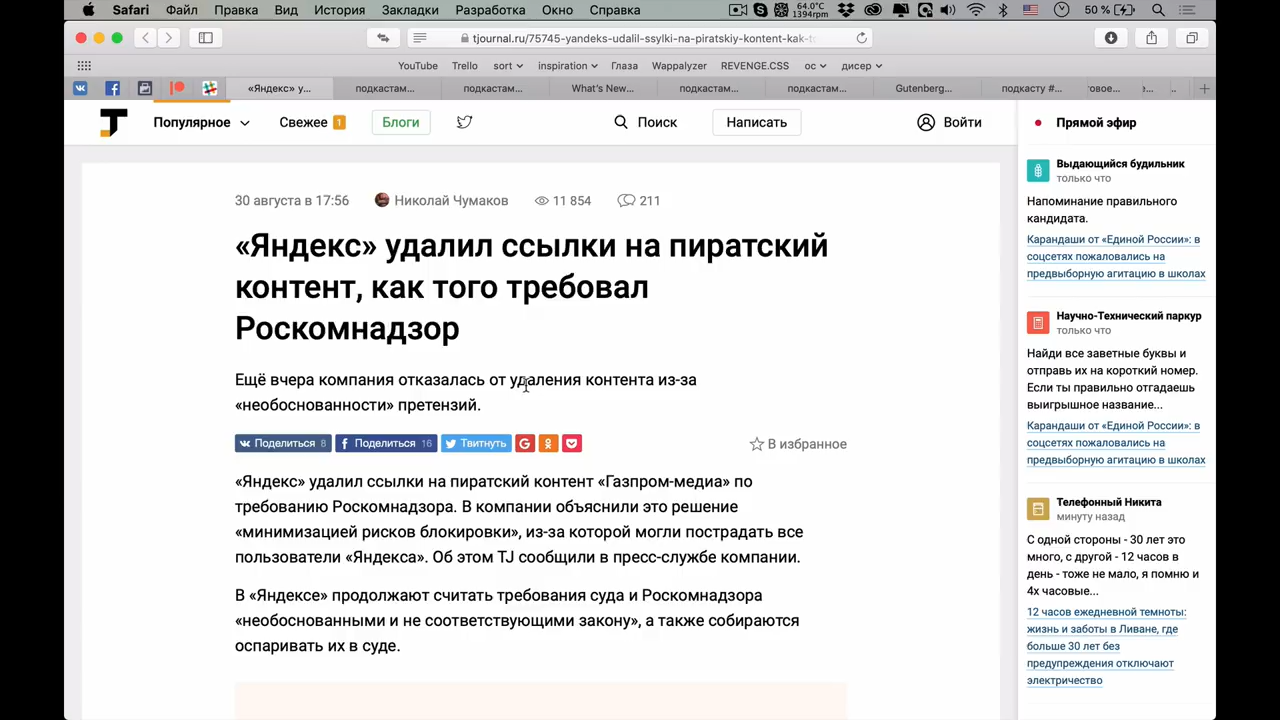 Safari Файл Правка Вид История Закладки Разработка Окно Справка 64.0°C 1394rpm 50 %
tjournal.ru/75745-yandeks-udalil-ssylki-na-piratskiy-kontent-kak-t
YouTube Trello sort inspiration Глаза Wappalyzer REVENGE.CSS ос дисер
«Яндекс» у... подкастам... подкастам... What's New... подкастам... подкастам... Gutenberg... подкасту #...
Популярное Свежее 1 Блоги Поиск Написать Войти
30 августа в 17:56 Николай Чумаков 11 854 211
«Яндекс» удалил ссылки на пиратский
контент, как того требовал
Роскомнадзор
Ещё вчера компания отказалась от удаления контента из-за
«необоснованности» претензий.
Поделиться 8 Поделиться 16 Твитнуть В избранное
«Яндекс» удалил ссылки на пиратский контент «Газпром-медиа» по
требованию Роскомнадзора. В компании объяснили это решение
«минимизацией рисков блокировки», из-за которой могли пострадать все
пользователи «Яндекса». Об этом TJ сообщили в пресс-службе компании.
В «Яндексе» продолжают считать требования суда и Роскомнадзора
«необоснованными и не соответствующими закону», а также собираются
оспаривать их в суде.
Прямой эфир
Выдающийся будильник
только что
Напоминание правильного
кандидата.
Карандаши от «Единой России»: в
соцсетях пожаловались на
предвыборную агитацию в школах
Научно-Технический паркур
только что
Найди все заветные буквы и
отправь их на короткий номер.
Если ты правильно отгадаешь
выигрышное название...
Карандаши от «Единой России»: в
соцсетях пожаловались на
предвыборную агитацию в школах
Телефонный Никита
минуту назад
С одной стороны - 30 лет это
много, с другой - 12 часов в
день - тоже не мало, я помню и
4х часовые...
12 часов ежедневной темноты:
жизнь и заботы в Ливане, где
больше 30 лет без
предупреждения отключают
электричество